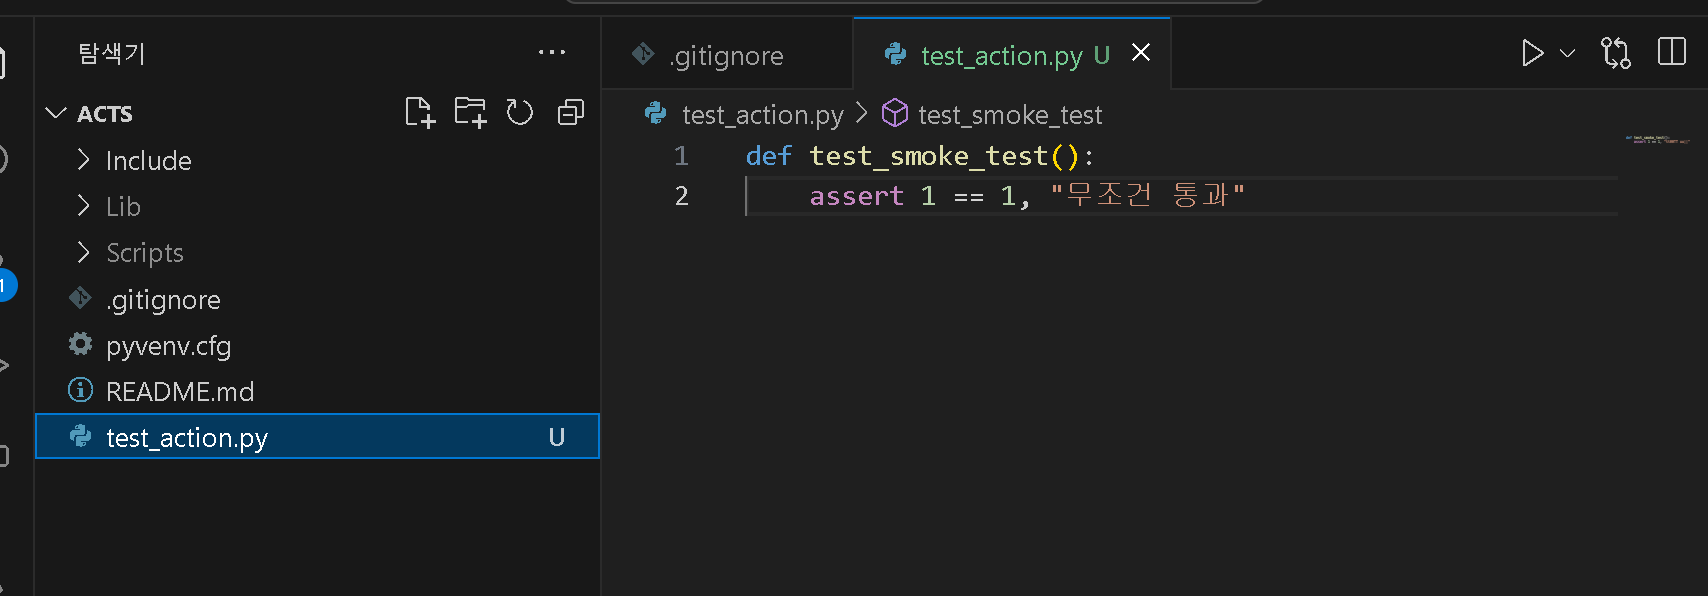 탐색기
ACTS
Include
Lib
Scripts
.gitignore
pyvenv.cfg
README.md
test_action.py U
1
.gitignore
test_action.py U
test_action.py > test_smoke_test
1 def test_smoke_test():
2 assert 1 == 1, "무조건 통과"